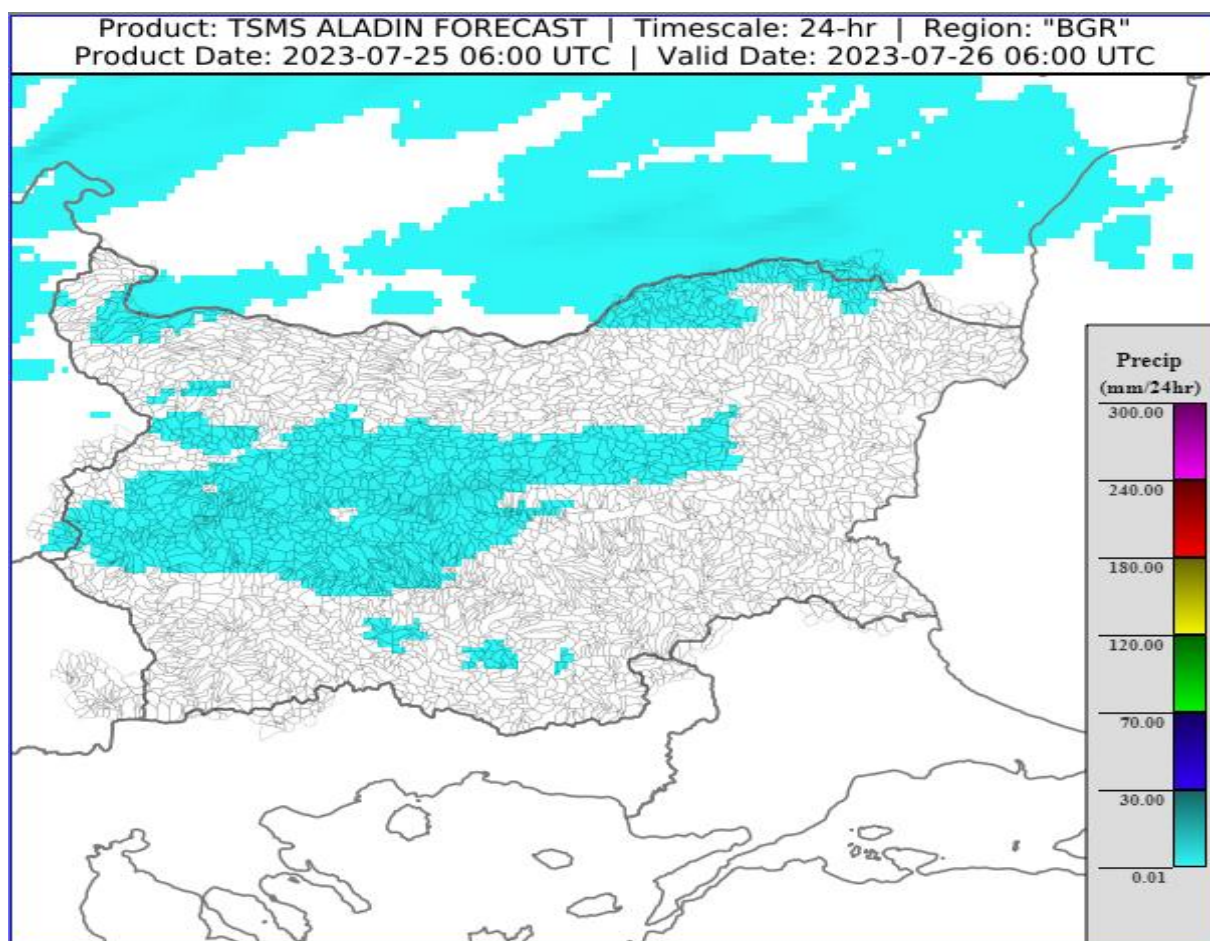 Product: TSMS ALADIN FORECAST | Timescale: 24-hr | Region: "BGR"
Product Date: 2023-07-25 06:00 UTC | Valid Date: 2023-07-26 06:00 UTC
Precip
(mm/24hr)
300.00
240.00
180.00
120.00
70.00
30.00
0.01